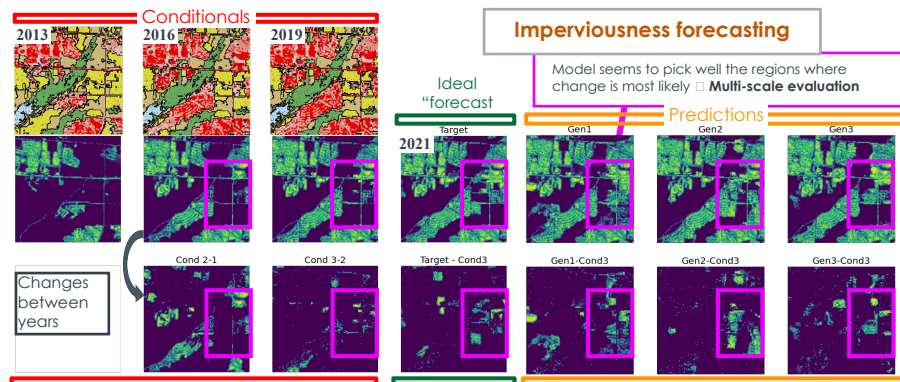 Conditionals
Imperviousness forecasting
2013
2016
2019
Model seems to pick well the regions where
change is most likely □ Multi-scale evaluation
Ideal
“forecast
Predictions
Target
Gen1
Gen2
Gen3
2021
Cond 2-1
Cond 3-2
Target - Cond3
Gen1-Cond3
Gen2-Cond3
Gen3-Cond3
Changes
between
years